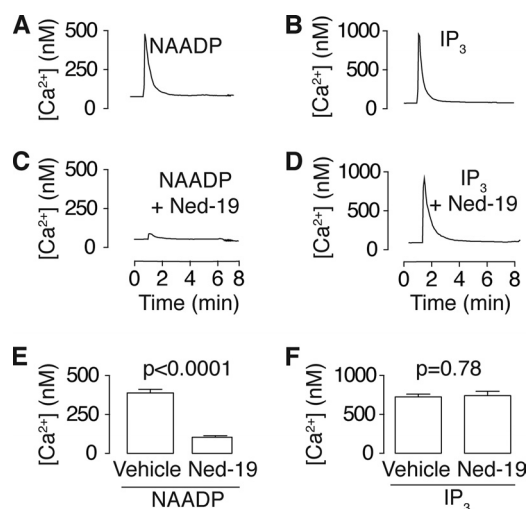 A
[Ca²⁺] (nM)
500
250
0
NAADP
B
[Ca²⁺] (nM)
1000
500
0
IP₃
C
[Ca²⁺] (nM)
500
250
0
NAADP
+ Ned-19
0 2 4 6 8
Time (min)
D
[Ca²⁺] (nM)
1000
500
0
IP₃
+ Ned-19
0 2 4 6 8
Time (min)
E
[Ca²⁺] (nM)
500
250
0
p<0.0001
Vehicle Ned-19
NAADP
F
[Ca²⁺] (nM)
1000
500
0
p=0.78
Vehicle Ned-19
IP₃